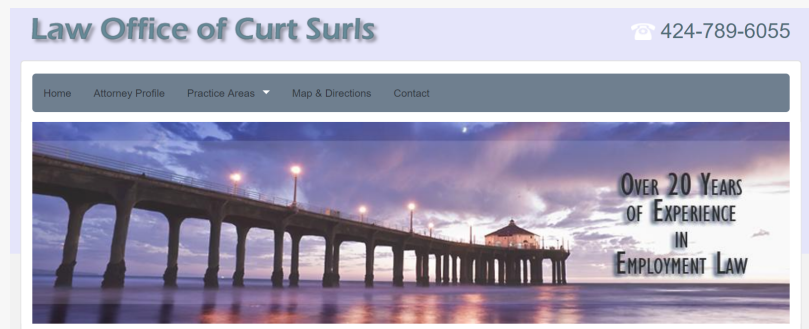 Law Office of Curt Surls
424-789-6055
Home Attorney Profile Practice Areas Map & Directions Contact
Over 20 Years
of Experience
in
Employment Law